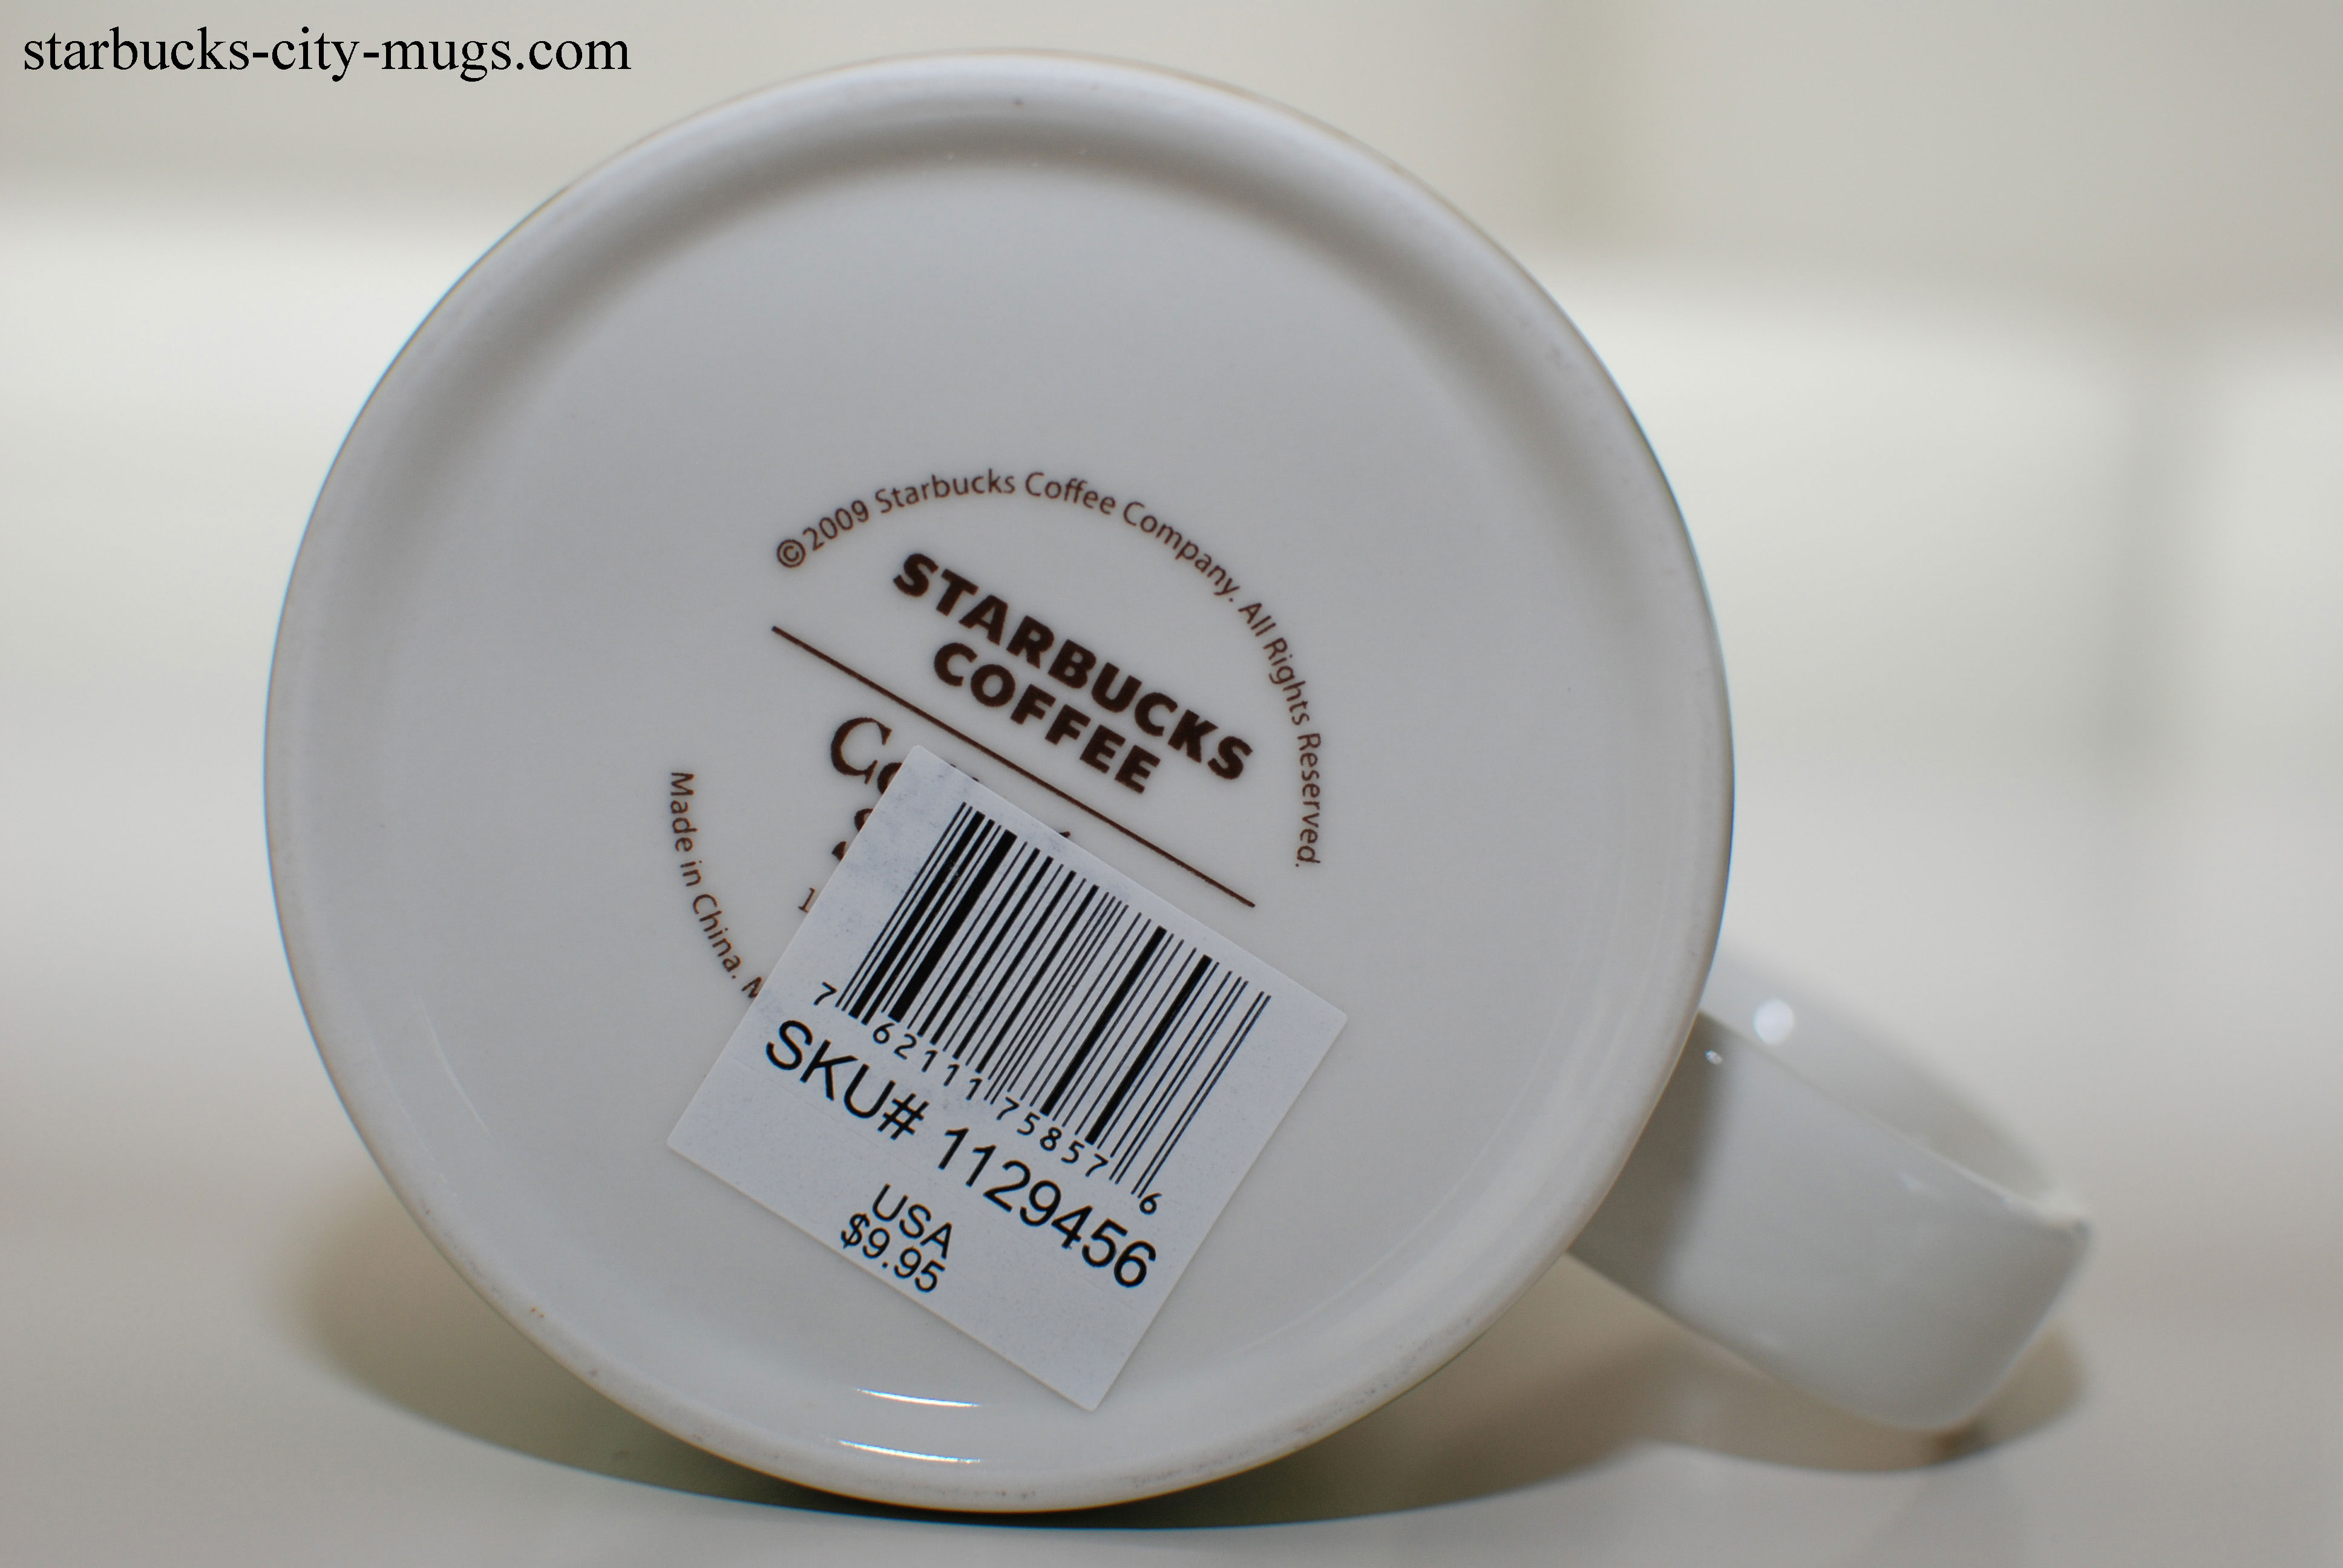 starbucks-city-mugs.com
©2009 Starbucks Coffee Company. All Rights Reserved.
STARBUCKS
COFFEE
Made in China.
7 62111 75857 6
SKU# 1129456
USA
$9.95